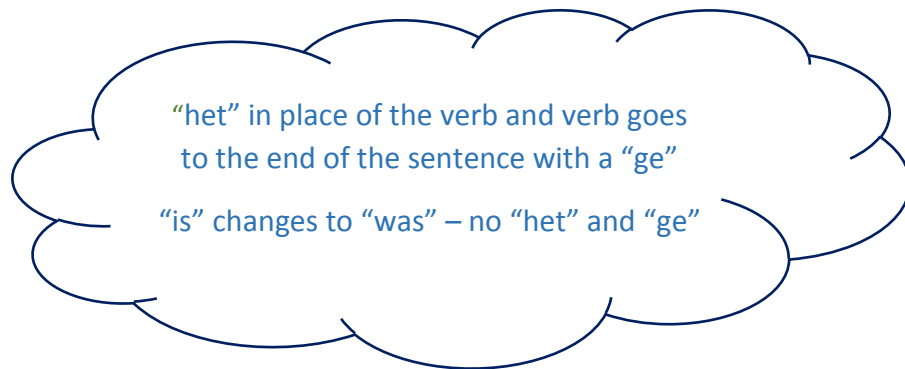 “het” in place of the verb and verb goes
to the end of the sentence with a “ge”
“is” changes to “was” – no “het” and “ge”